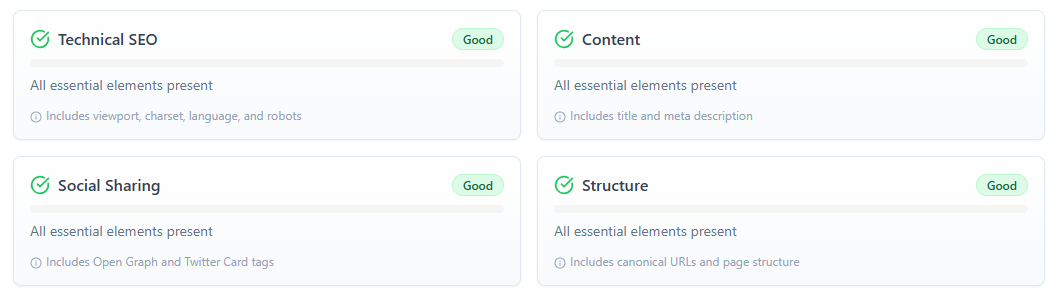 Technical SEO
Good
All essential elements present
Includes viewport, charset, language, and robots
Content
Good
All essential elements present
Includes title and meta description
Social Sharing
Good
All essential elements present
Includes Open Graph and Twitter Card tags
Structure
Good
All essential elements present
Includes canonical URLs and page structure